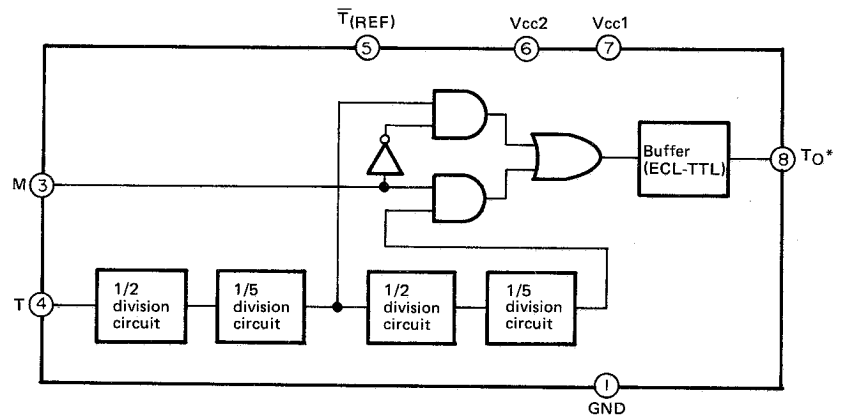 T(REF)
Vcc2
Vcc1
5
6
7
M
3
Buffer
(ECL-TTL)
8
To*
T
4
1/2
division
circuit
1/5
division
circuit
1/2
division
circuit
1/5
division
circuit
1
GND